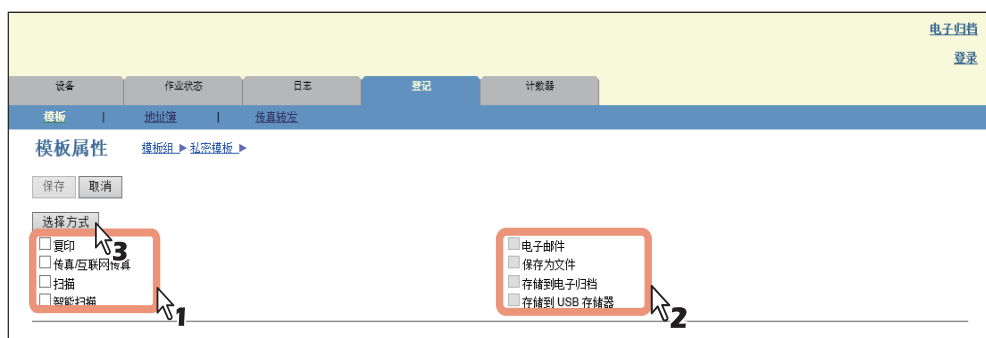 电子归档
登录
设备 作业状态 日志 登记 计数器
模板 | 地址簿 | 传真转发
模板属性 模板组 ▶ 私密模板 ▶
保存 取消
选择方式
3
复印
传真/互联网传真
扫描
智能扫描
1
电子邮件
保存为文件
存储到电子归档
存储到 USB 存储器
2